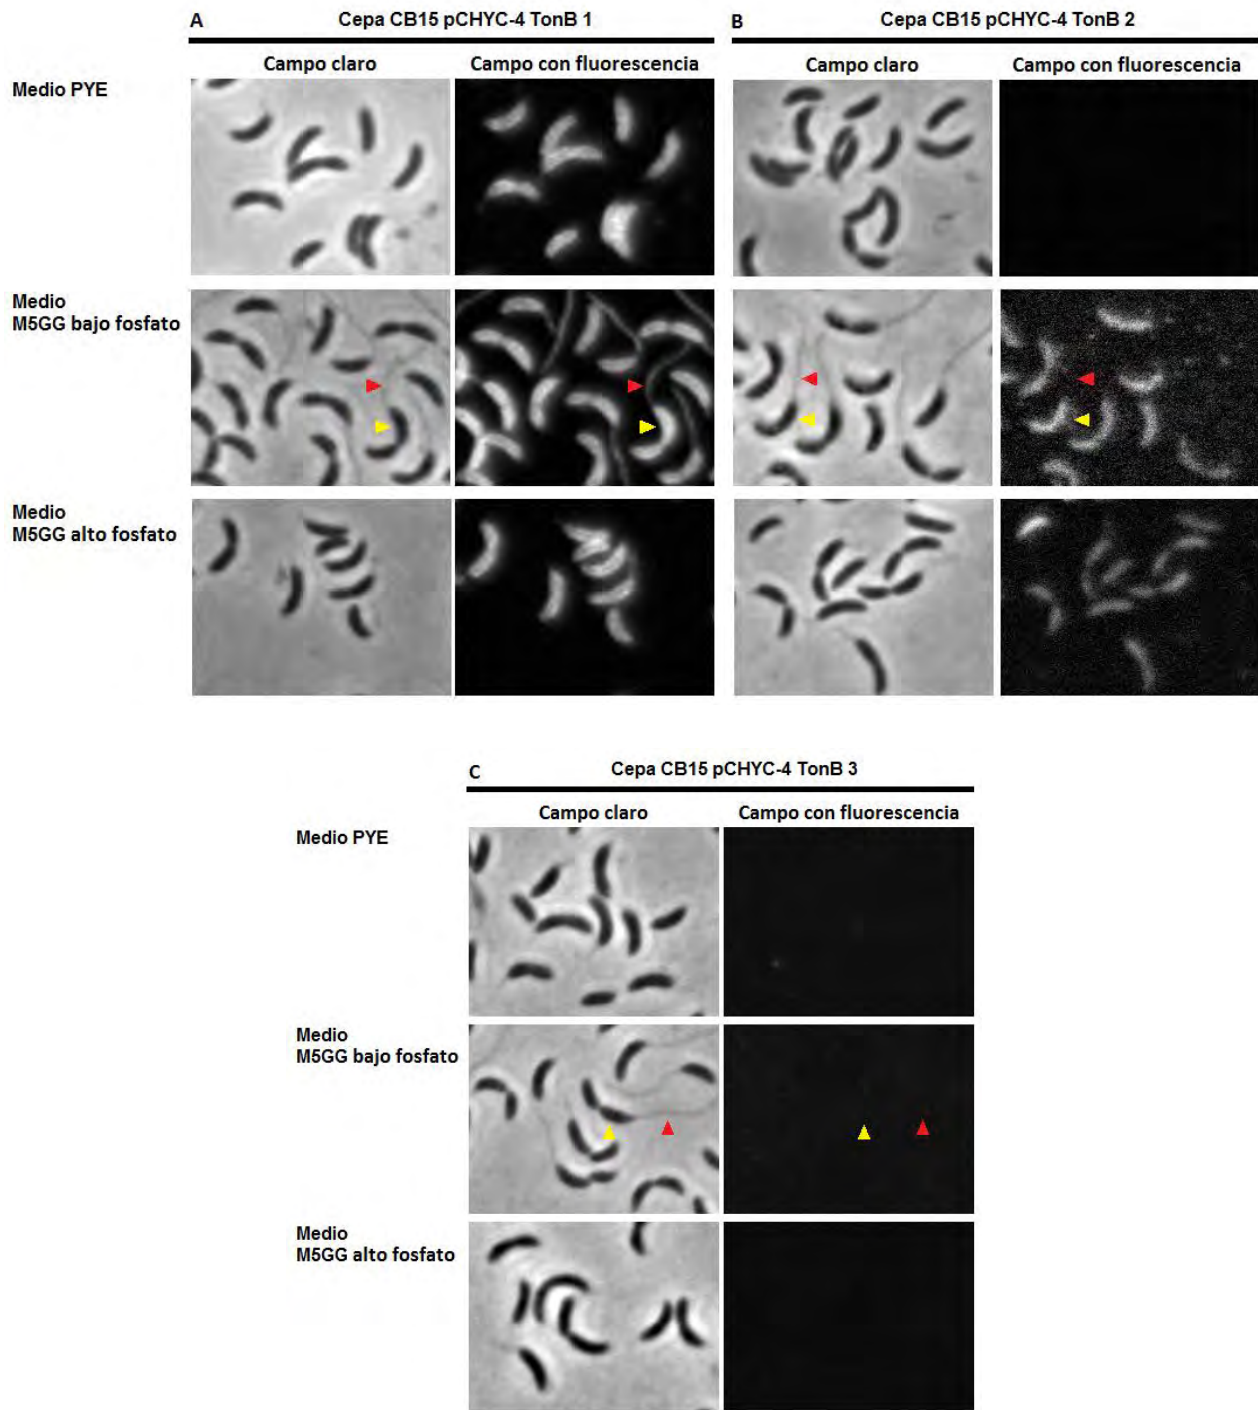 A Cepa CB15 pCHYC-4 TonB 1
Campo claro Campo con fluorescencia
B Cepa CB15 pCHYC-4 TonB 2
Campo claro Campo con fluorescencia
Medio PYE
Medio
M5GG bajo fosfato
Medio
M5GG alto fosfato
C Cepa CB15 pCHYC-4 TonB 3
Campo claro Campo con fluorescencia
Medio PYE
Medio
M5GG bajo fosfato
Medio
M5GG alto fosfato